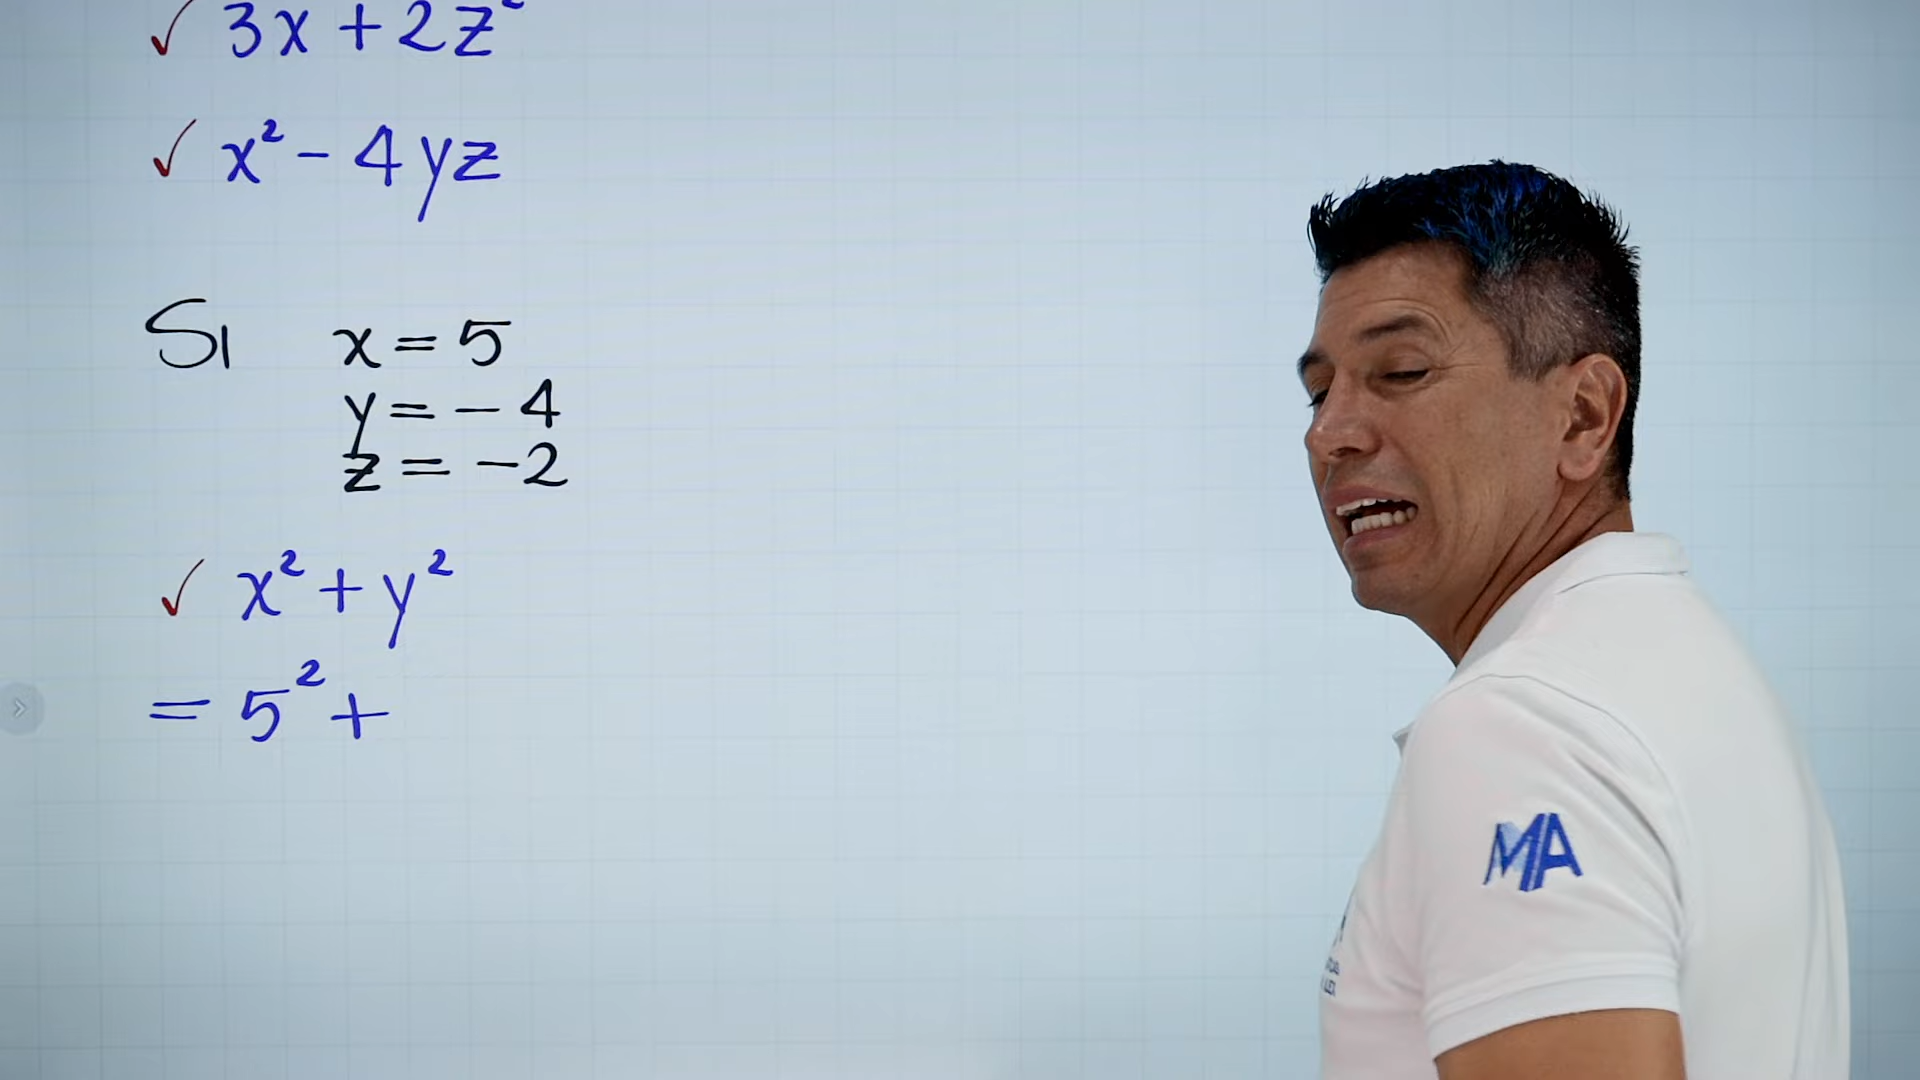 ✓ 3x + 2z²
✓ x² - 4yz
Si x = 5
y = -4
z = -2
✓ x² + y²
= 5² +
MA